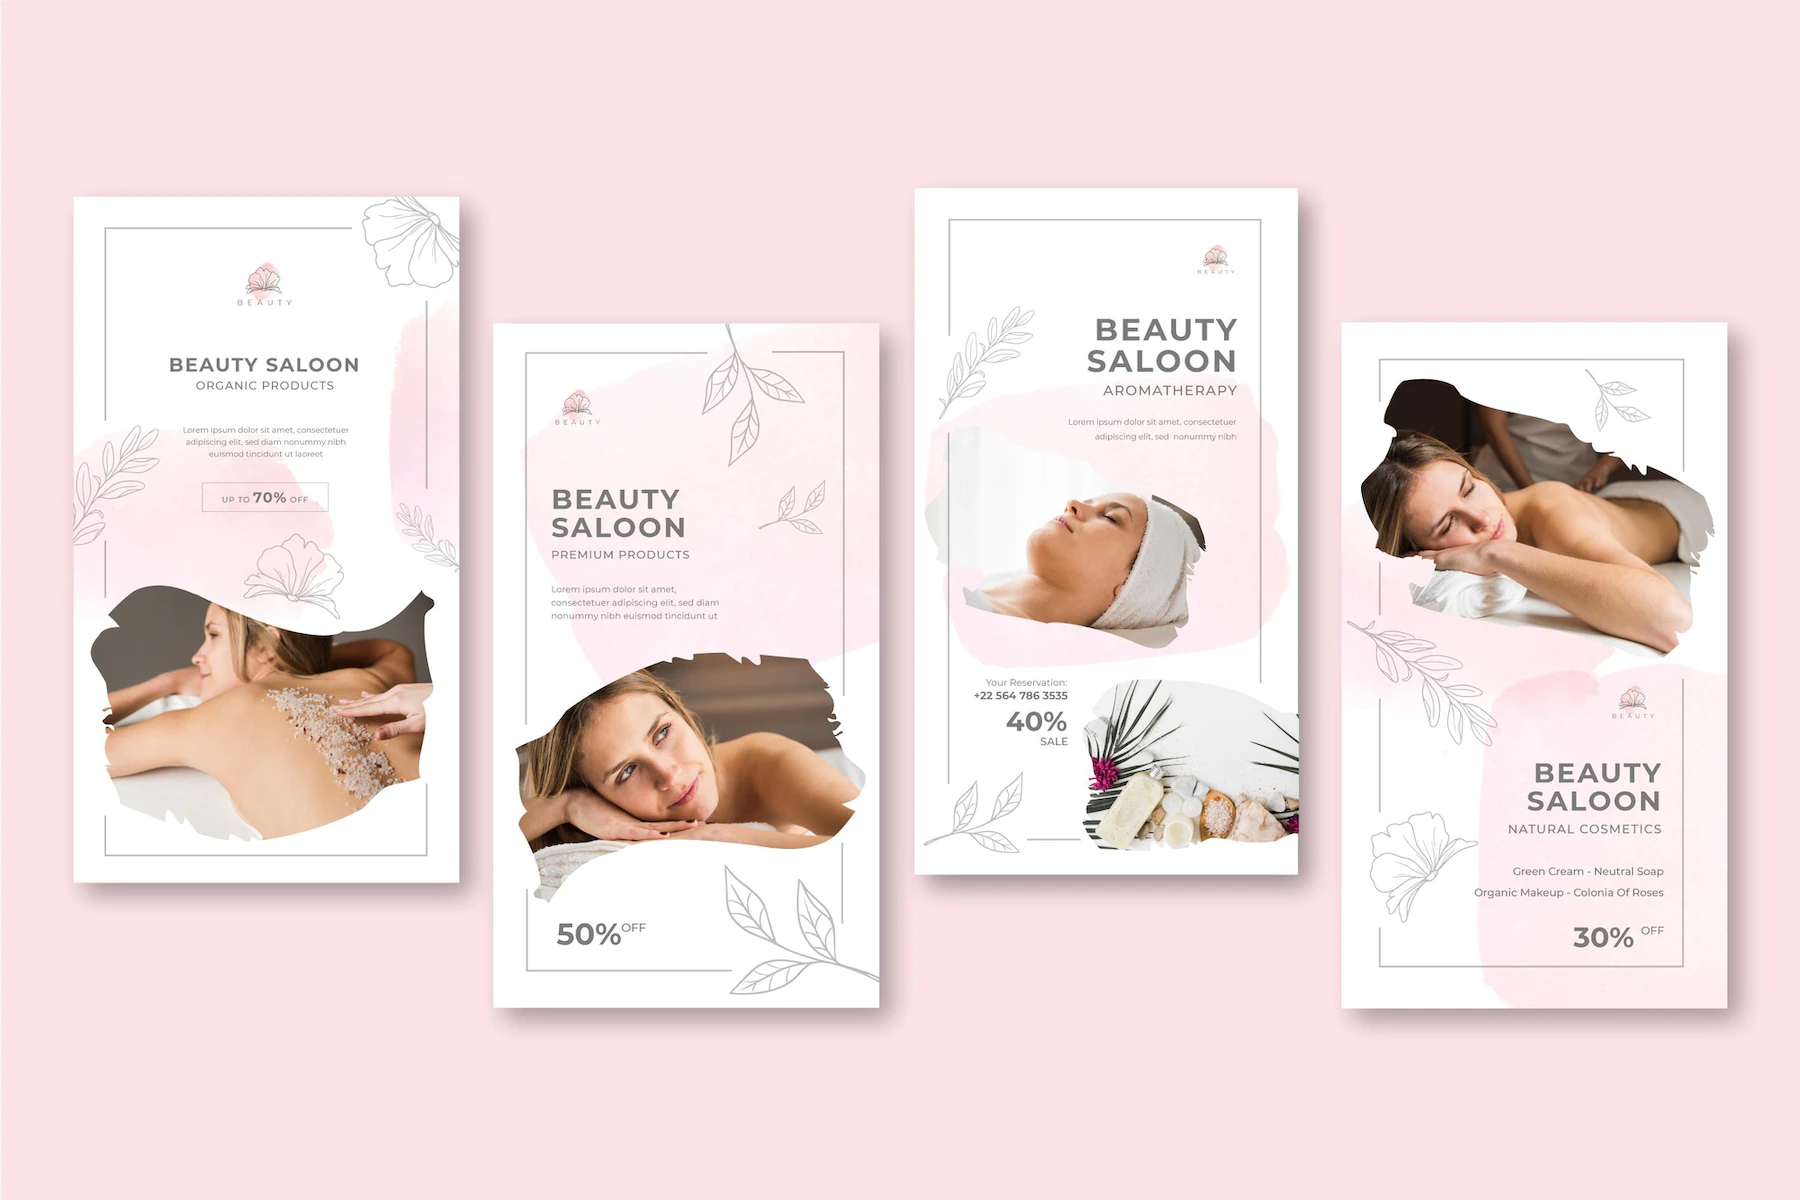 BEAUTY
BEAUTY SALOON
ORGANIC PRODUCTS
Lorem ipsum dolor sit amet, consectetuer
adipiscing elit, sed diam nonummy nibh
euismod tincidunt ut laoreet
UP TO 70% OFF
BEAUTY
BEAUTY
SALOON
PREMIUM PRODUCTS
Lorem ipsum dolor sit amet,
consectetuer adipiscing elit, sed diam
nonummy nibh euismod tincidunt ut
50% OFF
BEAUTY
BEAUTY
SALOON
AROMATHERAPY
Lorem ipsum dolor sit amet, consectetuer
adipiscing elit, sed nonummy nibh
Your Reservation:
+22 564 786 3535
40%
SALE
BEAUTY
BEAUTY
SALOON
NATURAL COSMETICS
Green Cream - Neutral Soap
Organic Makeup - Colonia Of Roses
30% OFF